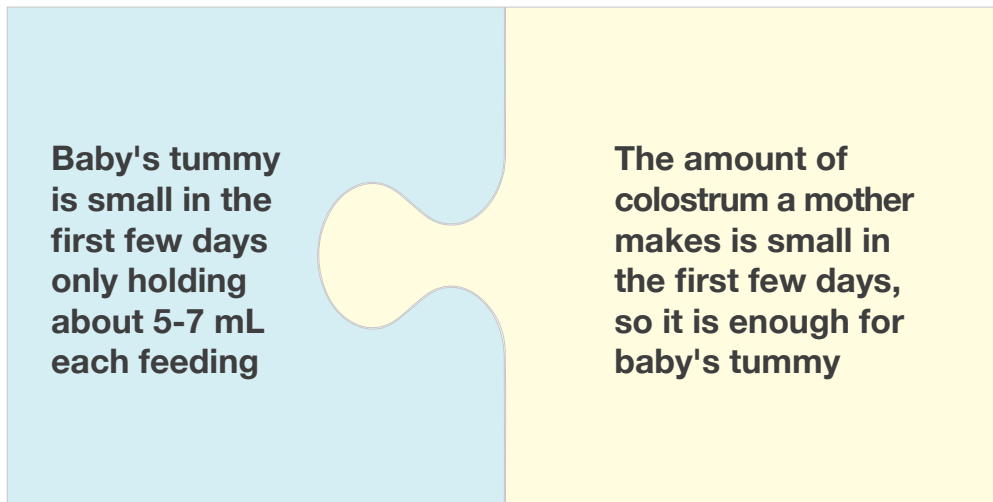 Baby's tummy
is small in the
first few days
only holding
about 5-7 mL
each feeding
The amount of
colostrum a mother
makes is small in
the first few days,
so it is enough for
baby's tummy